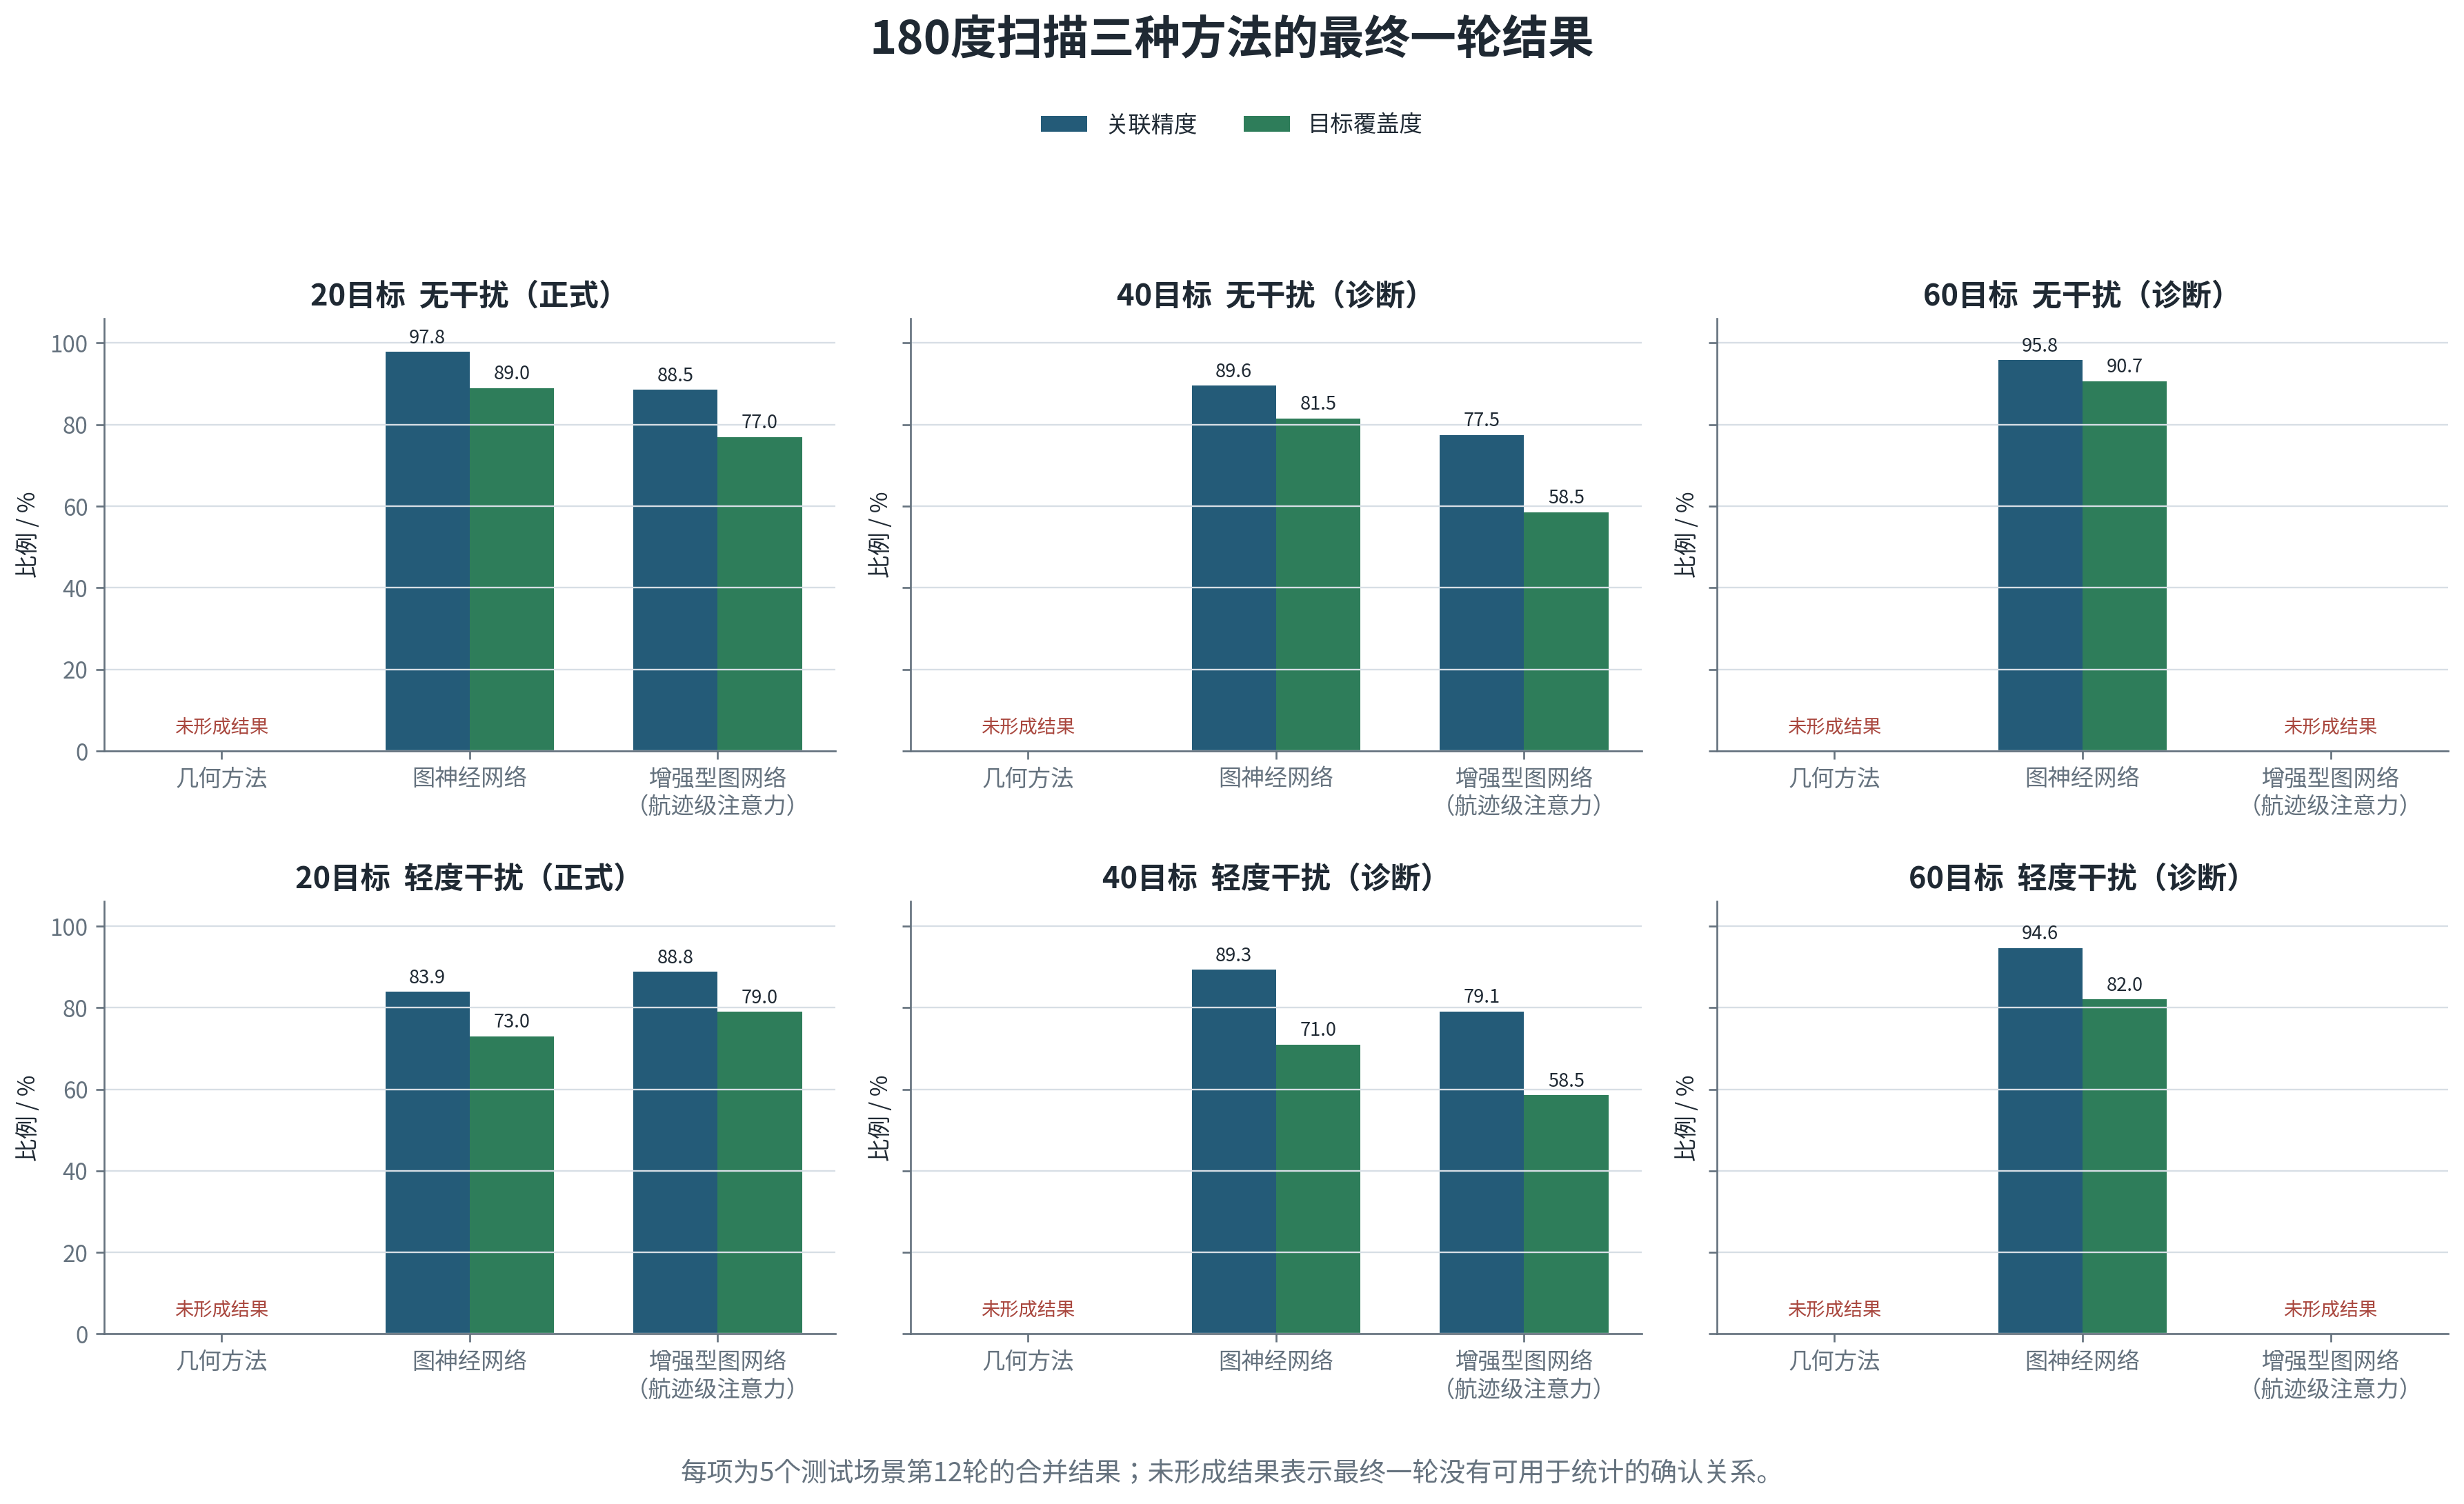 180度扫描三种方法的最终一轮结果
关联精度 目标覆盖度
20目标 无干扰（正式）
比例 / %
100
80
60
40
20
0
97.8
89.0
88.5
77.0
未形成结果
几何方法
图神经网络
增强型图网络
（航迹级注意力）
40目标 无干扰（诊断）
比例 / %
89.6
81.5
77.5
58.5
未形成结果
几何方法
图神经网络
增强型图网络
（航迹级注意力）
60目标 无干扰（诊断）
比例 / %
95.8
90.7
未形成结果
未形成结果
几何方法
图神经网络
增强型图网络
（航迹级注意力）
20目标 轻度干扰（正式）
比例 / %
100
80
60
40
20
0
83.9
73.0
88.8
79.0
未形成结果
几何方法
图神经网络
增强型图网络
（航迹级注意力）
40目标 轻度干扰（诊断）
比例 / %
89.3
71.0
79.1
58.5
未形成结果
几何方法
图神经网络
增强型图网络
（航迹级注意力）
60目标 轻度干扰（诊断）
比例 / %
94.6
82.0
未形成结果
未形成结果
几何方法
图神经网络
增强型图网络
（航迹级注意力）
每项为5个测试场景第12轮的合并结果；未形成结果表示最终一轮没有可用于统计的确认关系。